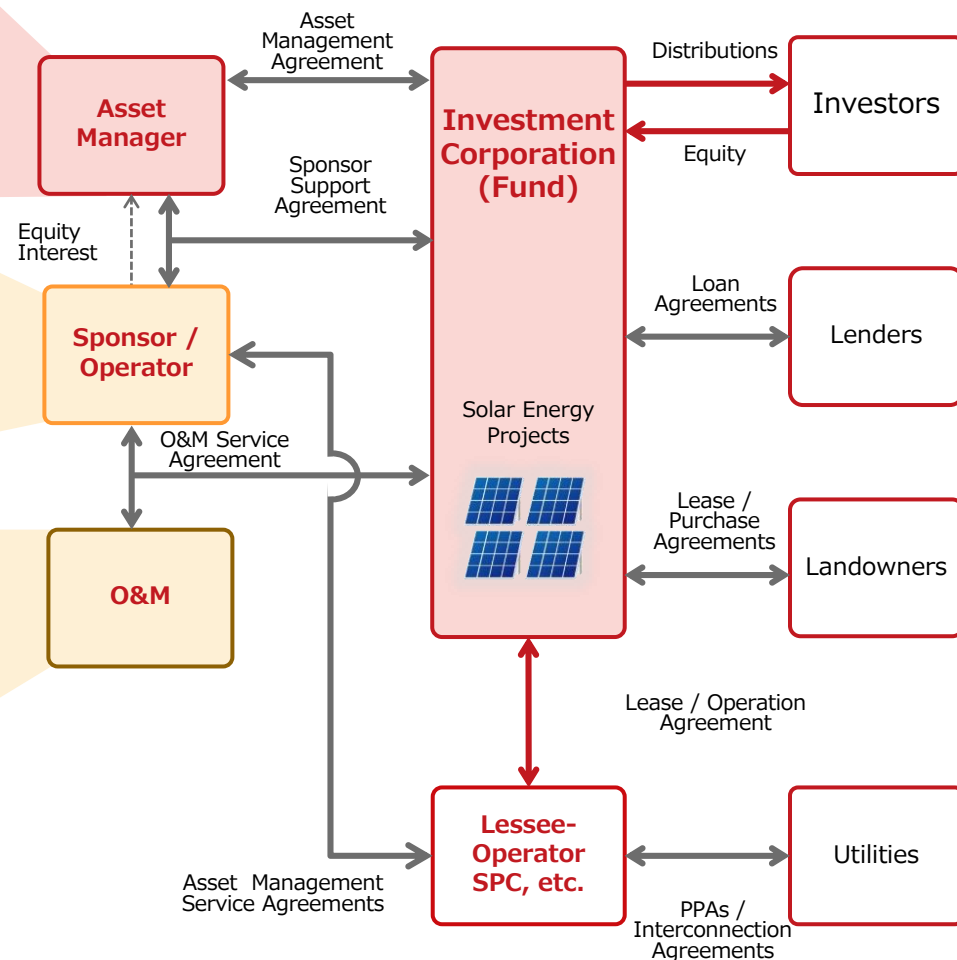 Asset
Management
Agreement
Asset
Manager
Sponsor
Support
Agreement
Equity
Interest
Sponsor /
Operator
O&M Service
Agreement
O&M
Investment
Corporation
(Fund)
Solar Energy
Projects
Distributions
Equity
Investors
Loan
Agreements
Lenders
Lease /
Purchase
Agreements
Landowners
Lease / Operation
Agreement
Lessee-
Operator
SPC, etc.
Asset Management
Service Agreements
PPAs /
Interconnection
Agreements
Utilities